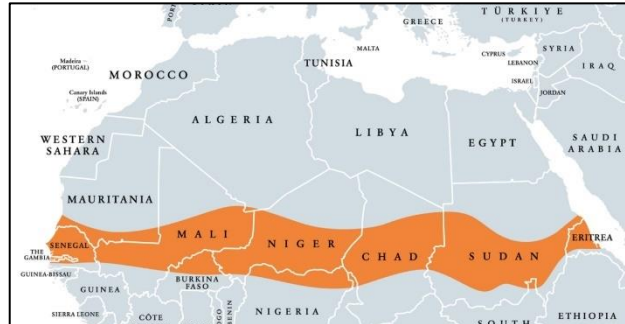 TÜRKIYE
(TURKEY)
GREECE
MALTA
CYPRUS
SYRIA
LEBANON
IRAQ
ISRAEL
JORDAN
Madeira
(PORTUGAL)
TUNISIA
MOROCCO
Canary Islands
(SPAIN)
ALGERIA
LIBYA
EGYPT
SAUDI
ARABIA
WESTERN
SAHARA
MAURITANIA
MALI
NIGER
CHAD
SUDAN
ERITREA
SENEGAL
THE
GAMBIA
GUINEA-BISSAU
GUINEA
BURKINA
FASO
NIGERIA
SIERRA LEONE
CÔTE
SOUTH
ETHIOPIA